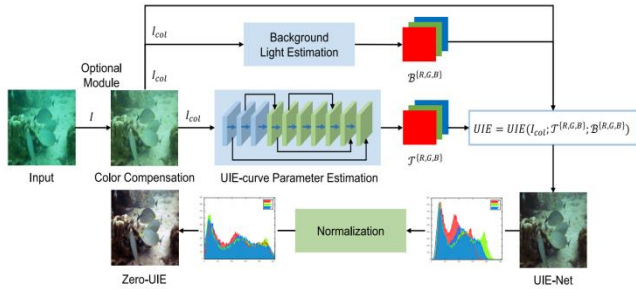 I_col
Background
Light Estimation
ℬ^{R,G,B}
Optional
Module
I_col
I
I_col
UIE = UIE(I_col; 𝒯^{R,G,B}; ℬ^{R,G,B})
𝒯^{R,G,B}
Input
Color Compensation
UIE-curve Parameter Estimation
Normalization
Zero-UIE
UIE-Net